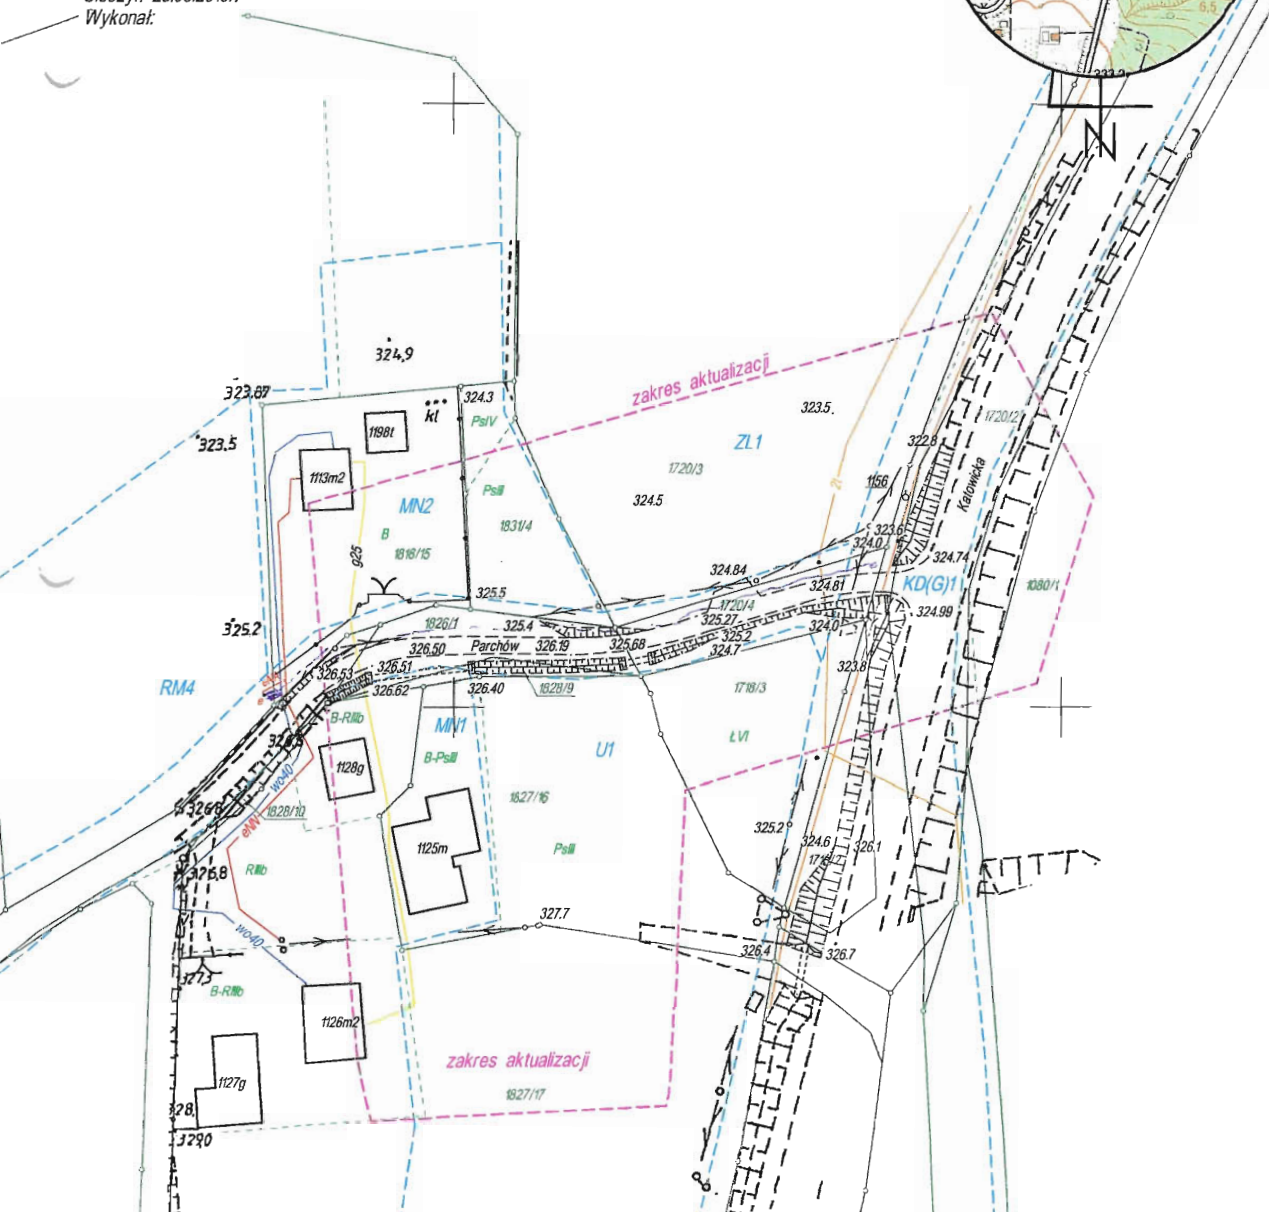 Wykonał:
6.5
N
324,9
zakres aktualizacji
323.87
kl
324.3
PsIV
323.5
ZL1
1720/2
323.5
1198t
322.8
1720/3
Katowicka
1113m2
MN2
PsIII
324.5
1156
B
1831/4
323.6
g25
1816/15
324.0
324.74
324.84
KD(G)1
1080/1
325.5
324.81
1720/4
324.99
325.2
1826/1
325.4
325.27
324.0
326.50
Parchów
326.19
325.68
325.2
324.7
326.53
326.51
323.8
RM4
326.62
326.40
1828/9
1718/3
B-RIIIb
MN1
U1
ŁVI
B-PsIII
1128g
wo40
1827/16
1828/10
eNN
325.2
324.6
326.1
1125m
PsIII
RIIIb
326,8
327.7
wo40
326.4
326.7
327,3
B-RIIIb
1126m2
zakres aktualizacji
1127g
1827/17
328,
329,0